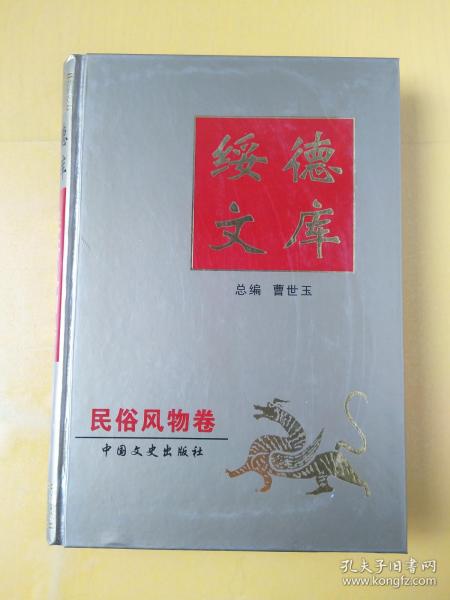 绥德
文库
总编 曹世玉
民俗风物卷
中国文史出版社
孔夫子旧书网
www.kongfz.com